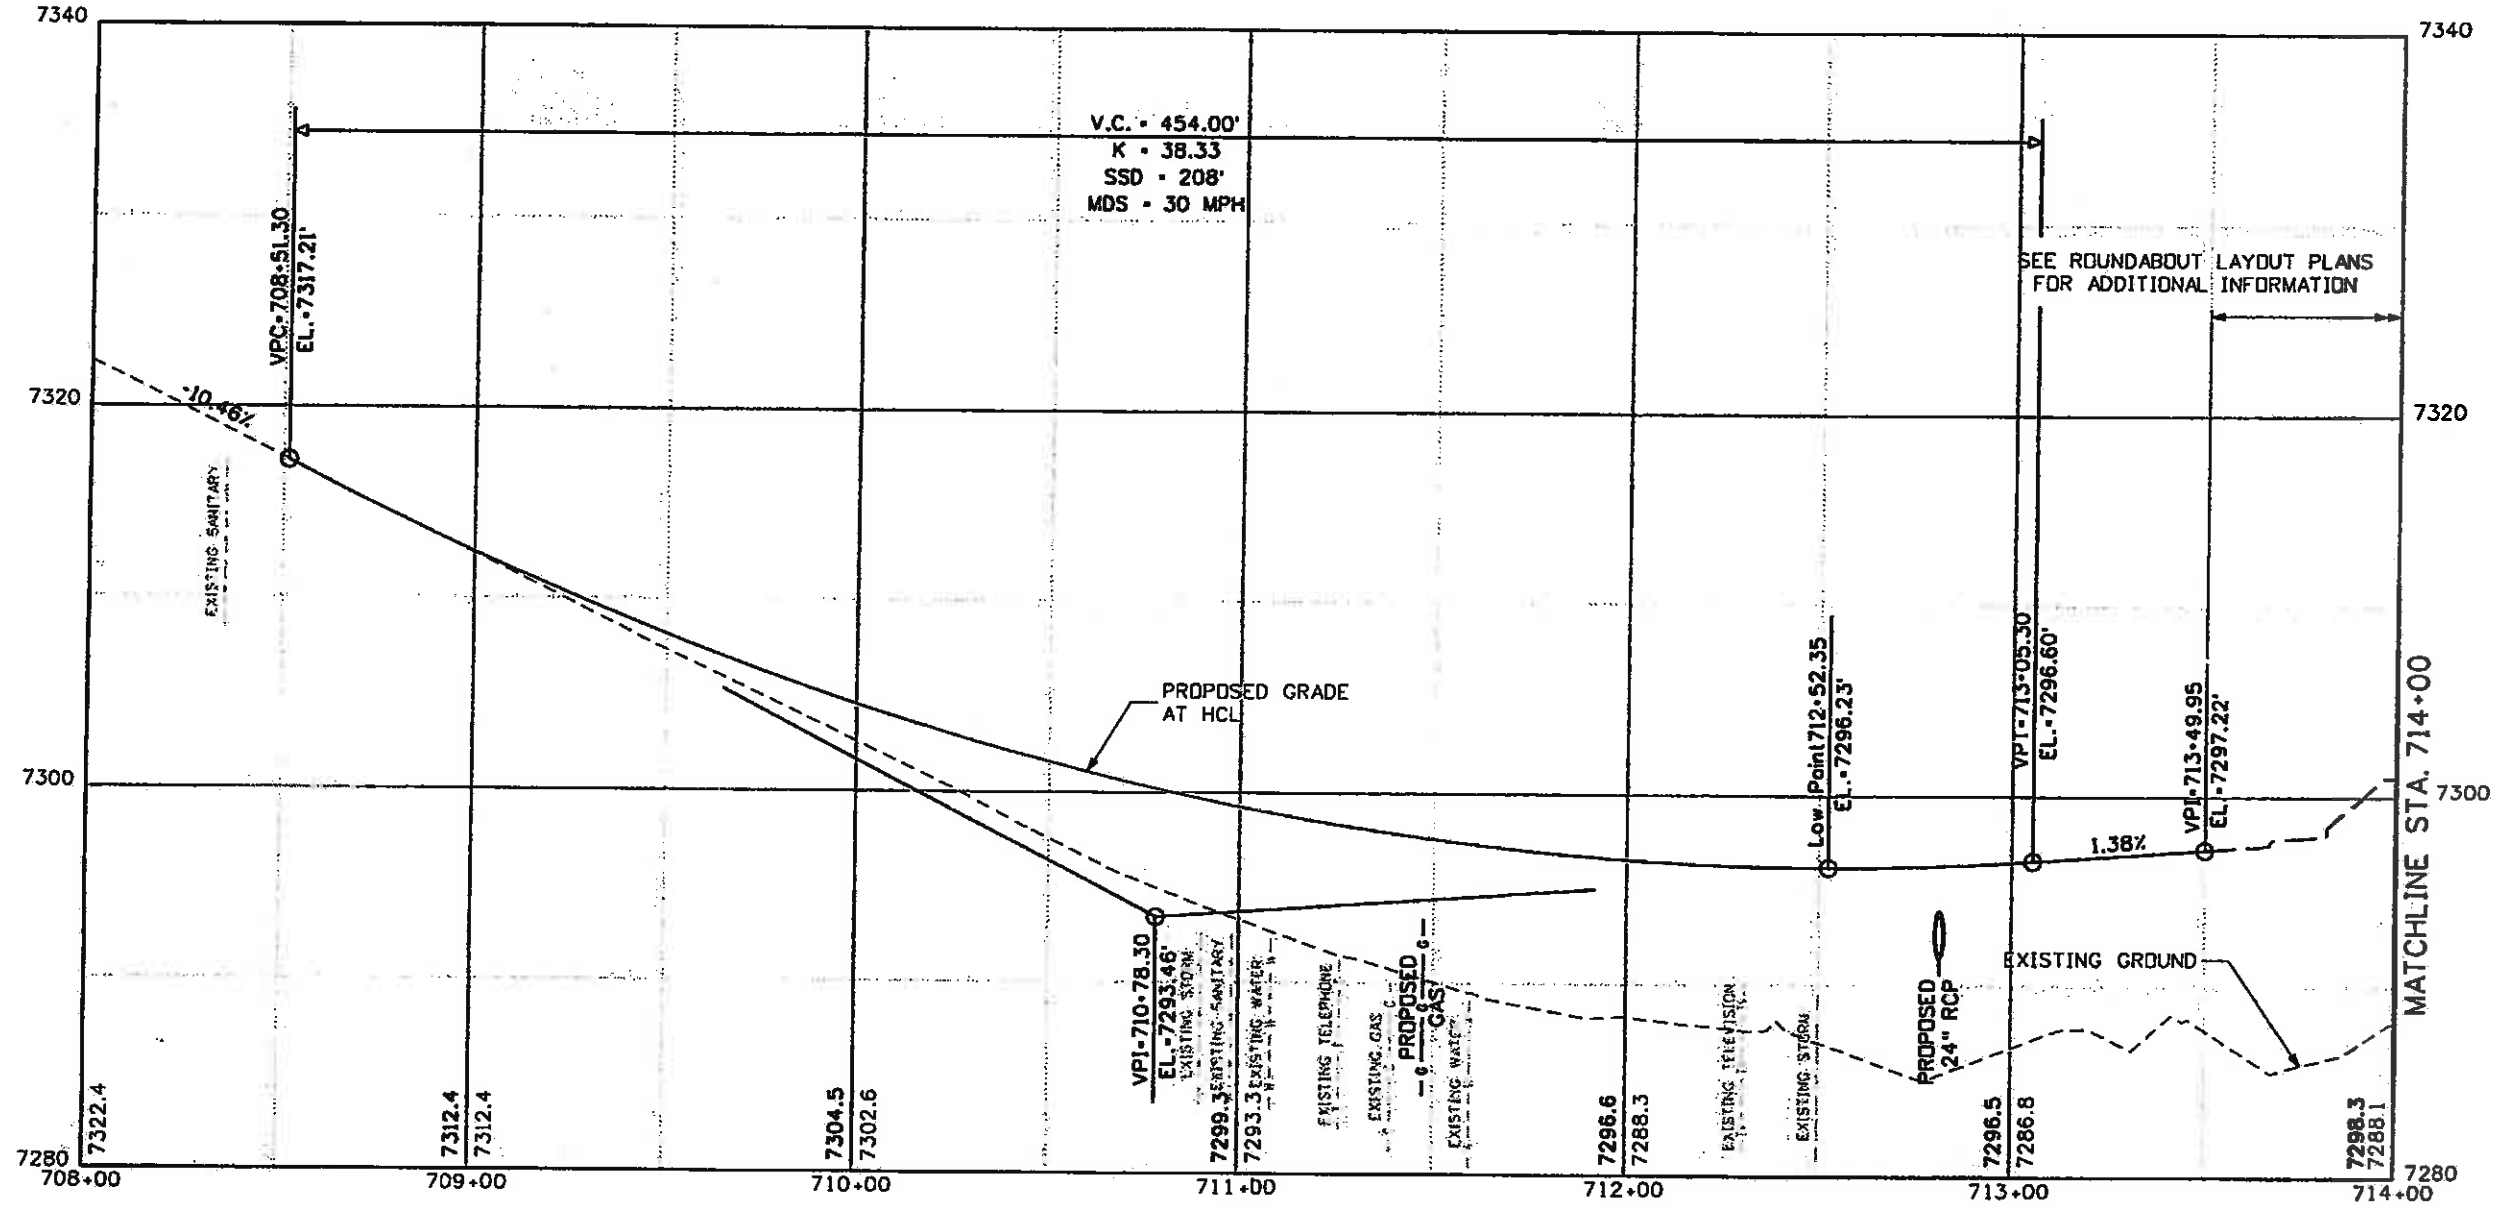 7340
7340
V.C. = 454.00'
K = 38.33
SSD = 208'
MDS = 30 MPH
VPC=708+51.30
EL.=7317.21'
SEE ROUNDABOUT LAYOUT PLANS
FOR ADDITIONAL INFORMATION
7320
-10.46%
7320
EXISTING SANITARY
PROPOSED GRADE
AT HCL
Low Point 712+52.35
EL.=7296.23'
VPT=713+05.30
EL.=7296.60'
VPI=713+49.95
EL.=7297.22'
MATCHLINE STA. 714+00
7300
7300
1.38%
VPI=710+78.30
EL.=7293.46'
EXISTING STORM
EXISTING SANITARY
EXISTING WATER
W W W
EXISTING TELEPHONE
EXISTING GAS
G
PROPOSED
GAS
G G G
EXISTING WATER
EXISTING TELEVISION
EXISTING STORM
PROPOSED
24" RCP
EXISTING GROUND
7322.4
7312.4
7312.4
7304.5
7302.6
7299.3
7293.3
7296.6
7288.3
7296.5
7286.8
7298.3
7288.1
7280
7280
708+00
709+00
710+00
711+00
712+00
713+00
714+00